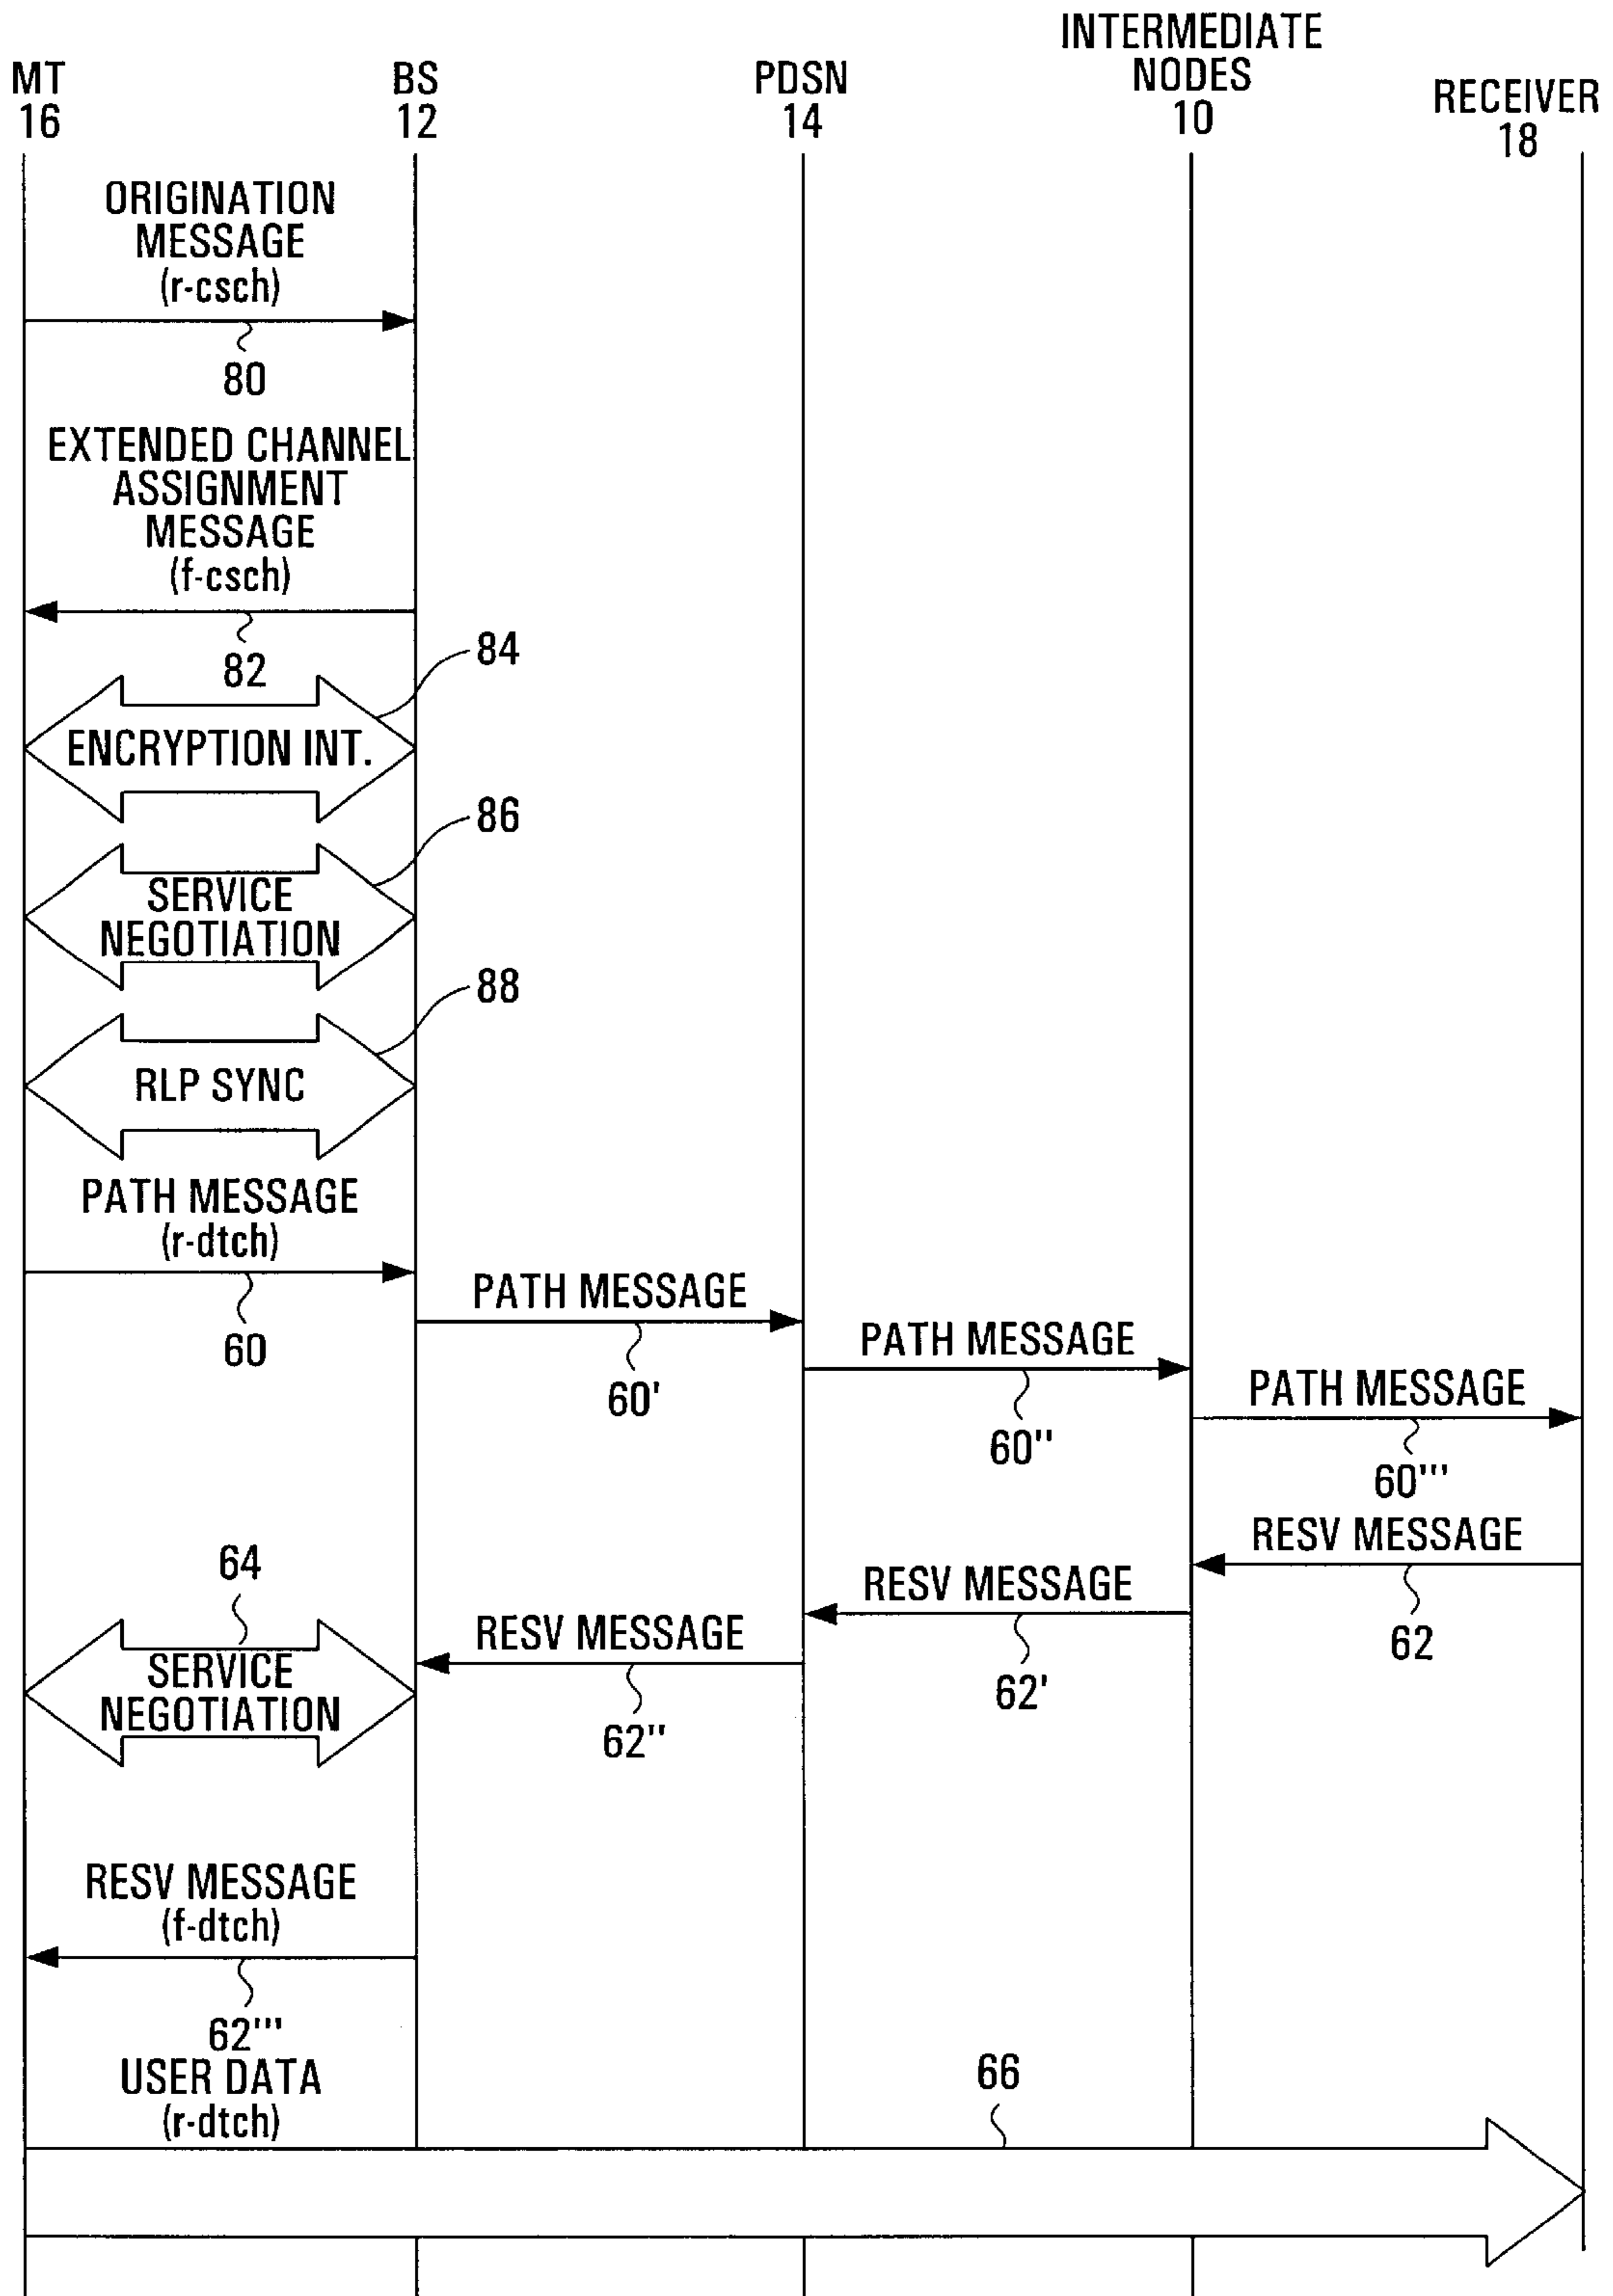 MT
16
BS
12
PDSN
14
INTERMEDIATE
NODES
10
RECEIVER
18
ORIGINATION
MESSAGE
(r-csch)
80
EXTENDED CHANNEL
ASSIGNMENT
MESSAGE
(f-csch)
82
84
ENCRYPTION INT.
86
SERVICE
NEGOTIATION
88
RLP SYNC
PATH MESSAGE
(r-dtch)
60
PATH MESSAGE
60'
PATH MESSAGE
60''
PATH MESSAGE
60'''
RESV MESSAGE
62
RESV MESSAGE
62'
RESV MESSAGE
62''
64
SERVICE
NEGOTIATION
RESV MESSAGE
(f-dtch)
62'''
USER DATA
(r-dtch)
66